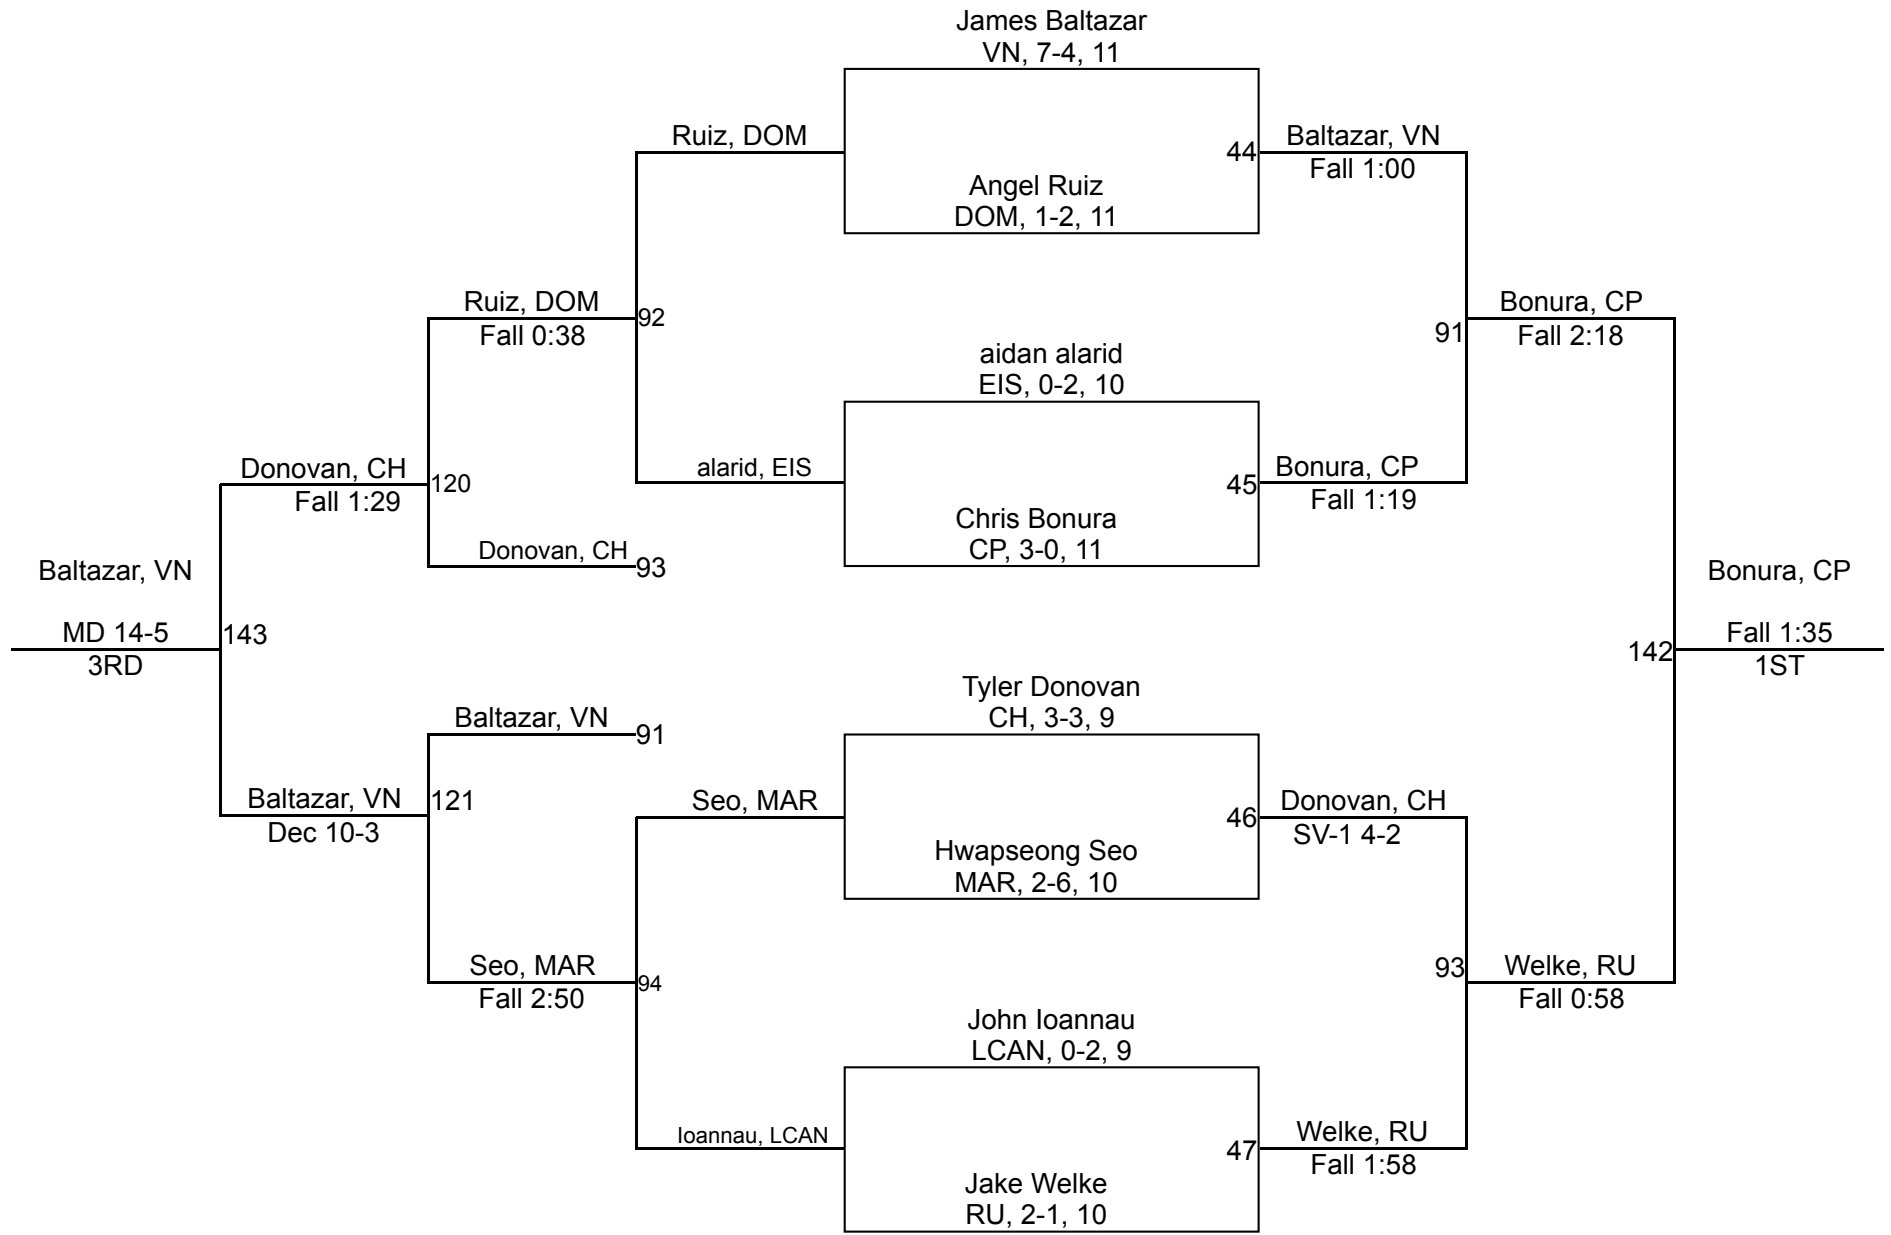 James Baltazar
VN, 7-4, 11
Ruiz, DOM
44
Baltazar, VN
Fall 1:00
Angel Ruiz
DOM, 1-2, 11
Ruiz, DOM
Fall 0:38
92
91
Bonura, CP
Fall 2:18
aidan alarid
EIS, 0-2, 10
Donovan, CH
Fall 1:29
120
alarid, EIS
45
Bonura, CP
Fall 1:19
Chris Bonura
CP, 3-0, 11
Donovan, CH
93
Baltazar, VN
MD 14-5
3RD
143
142
Bonura, CP
Fall 1:35
1ST
Tyler Donovan
CH, 3-3, 9
Baltazar, VN
91
Baltazar, VN
Dec 10-3
121
Seo, MAR
46
Donovan, CH
SV-1 4-2
Hwapseong Seo
MAR, 2-6, 10
Seo, MAR
Fall 2:50
94
93
Welke, RU
Fall 0:58
John Ioannau
LCAN, 0-2, 9
Ioannau, LCAN
47
Welke, RU
Fall 1:58
Jake Welke
RU, 2-1, 10